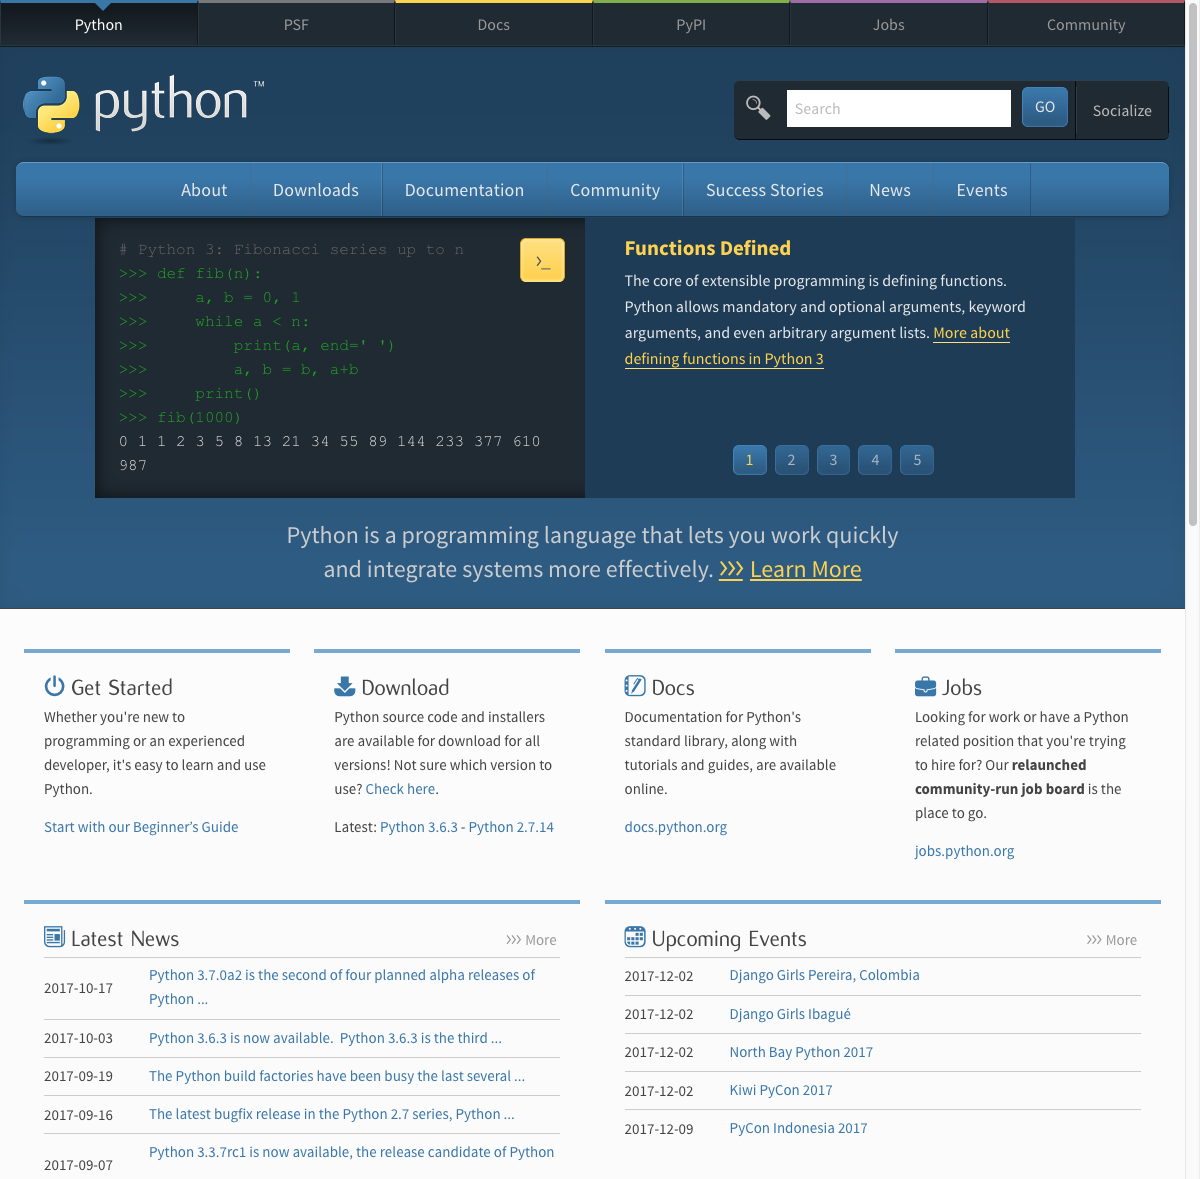 Python
PSF
Docs
PyPI
Jobs
Community
python™
Search
GO
Socialize
About
Downloads
Documentation
Community
Success Stories
News
Events
# Python 3: Fibonacci series up to n
>>> def fib(n):
>>>     a, b = 0, 1
>>>     while a < n:
>>>         print(a, end=' ')
>>>         a, b = b, a+b
>>>     print()
>>> fib(1000)
0 1 1 2 3 5 8 13 21 34 55 89 144 233 377 610
987
>_
Functions Defined
The core of extensible programming is defining functions.
Python allows mandatory and optional arguments, keyword
arguments, and even arbitrary argument lists. More about
defining functions in Python 3
1
2
3
4
5
Python is a programming language that lets you work quickly
and integrate systems more effectively. >>> Learn More
Get Started
Whether you're new to
programming or an experienced
developer, it's easy to learn and use
Python.
Start with our Beginner's Guide
Download
Python source code and installers
are available for download for all
versions! Not sure which version to
use? Check here.
Latest: Python 3.6.3 - Python 2.7.14
Docs
Documentation for Python's
standard library, along with
tutorials and guides, are available
online.
docs.python.org
Jobs
Looking for work or have a Python
related position that you're trying
to hire for? Our relaunched
community-run job board is the
place to go.
jobs.python.org
Latest News
>>> More
2017-10-17
Python 3.7.0a2 is the second of four planned alpha releases of
Python ...
2017-10-03
Python 3.6.3 is now available.  Python 3.6.3 is the third ...
2017-09-19
The Python build factories have been busy the last several ...
2017-09-16
The latest bugfix release in the Python 2.7 series, Python ...
2017-09-07
Python 3.3.7rc1 is now available, the release candidate of Python
Upcoming Events
>>> More
2017-12-02
Django Girls Pereira, Colombia
2017-12-02
Django Girls Ibagué
2017-12-02
North Bay Python 2017
2017-12-02
Kiwi PyCon 2017
2017-12-09
PyCon Indonesia 2017